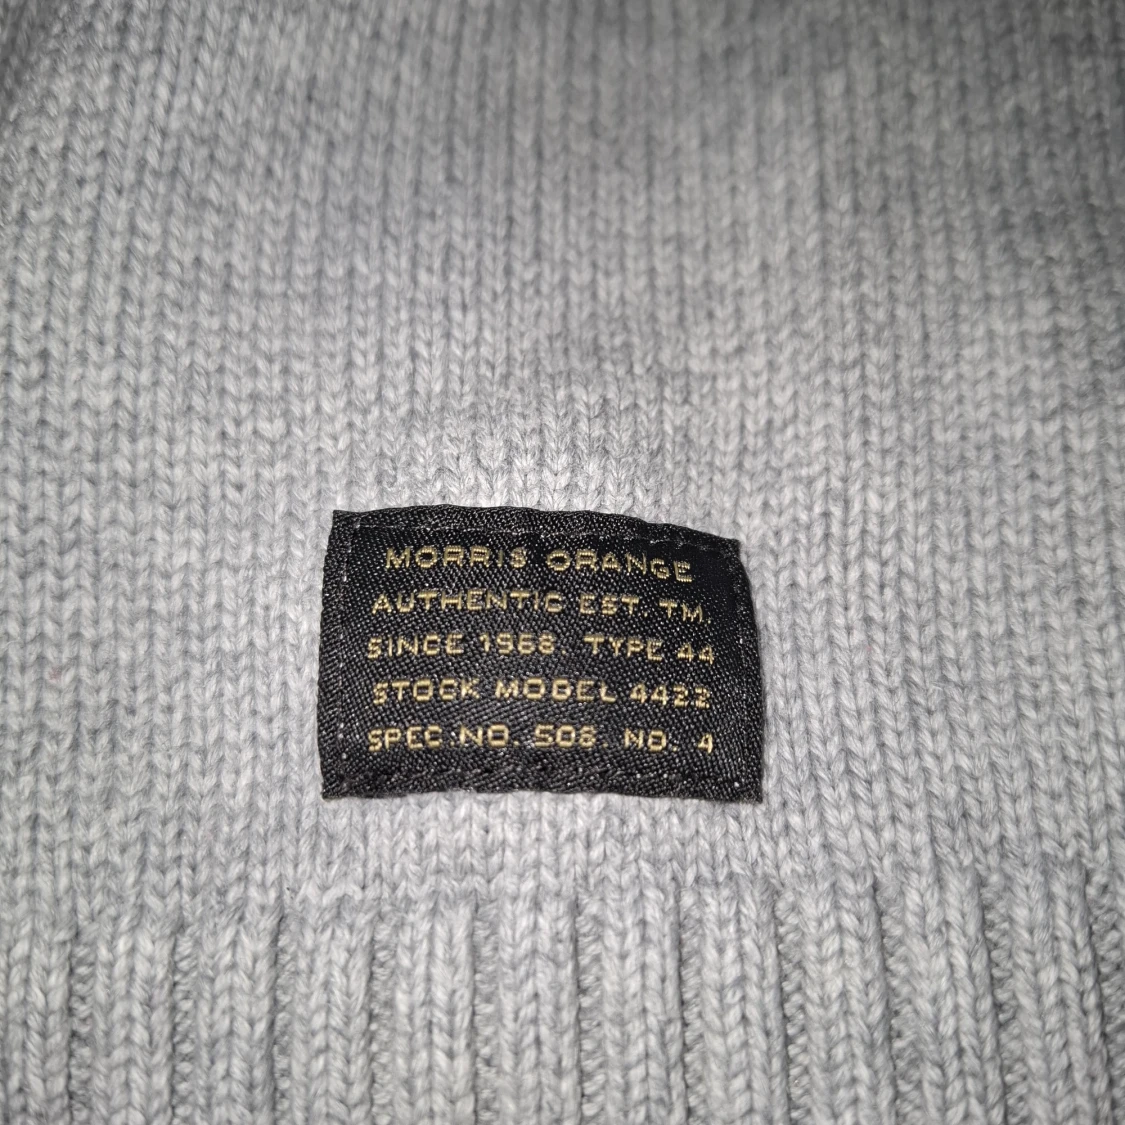 MORRIS ORANGE
AUTHENTIC EST TM.
SINCE 1968. TYPE 44
STOCK MODEL 4422
SPEC.NO. 508. NO. 4